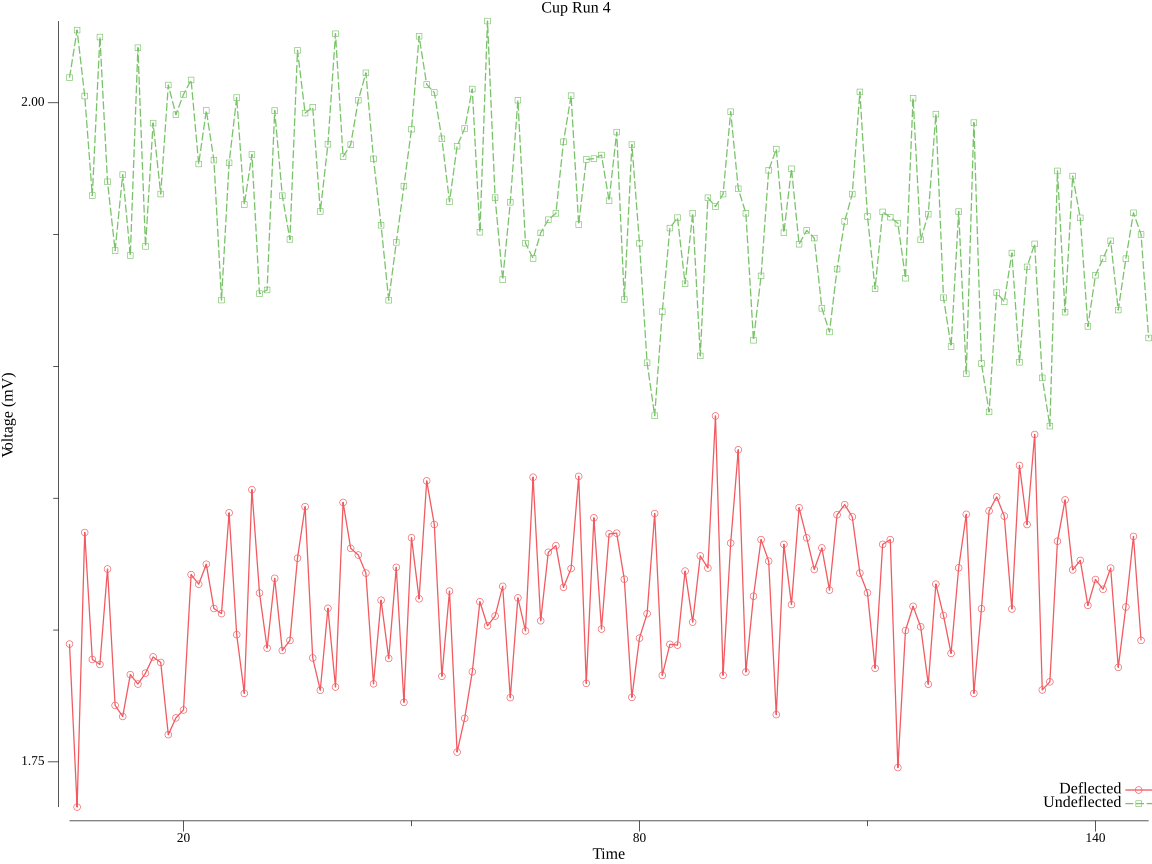 Cup Run 4
2.00
Voltage (mV)
1.75
Deflected
Undeflected
20
80
140
Time